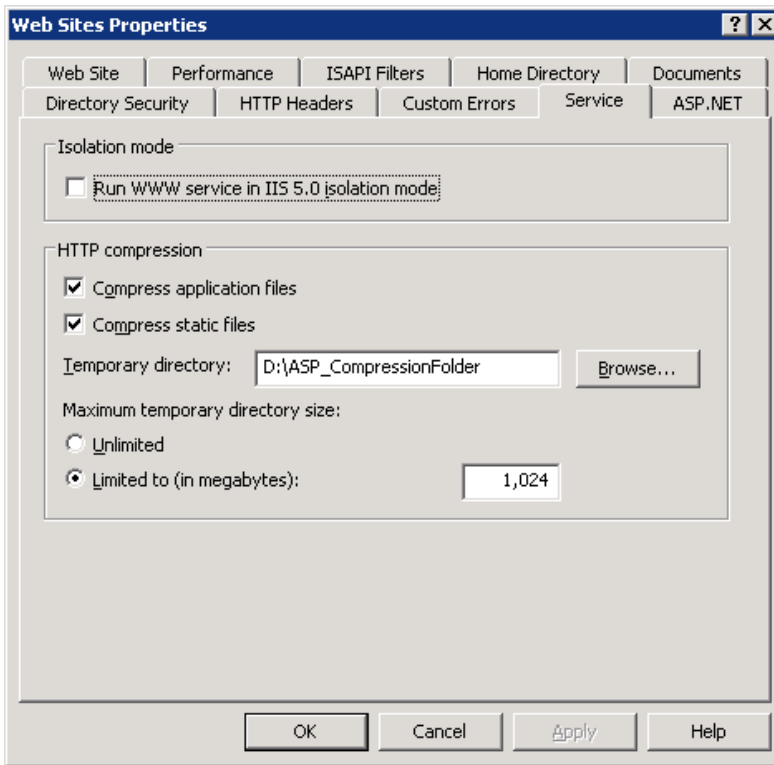 Web Sites Properties
Web Site Performance ISAPI Filters Home Directory Documents
Directory Security HTTP Headers Custom Errors Service ASP.NET
Isolation mode
Run WWW service in IIS 5.0 isolation mode
HTTP compression
Compress application files
Compress static files
Temporary directory: D:\ASP_CompressionFolder Browse...
Maximum temporary directory size:
Unlimited
Limited to (in megabytes): 1,024
OK Cancel Apply Help